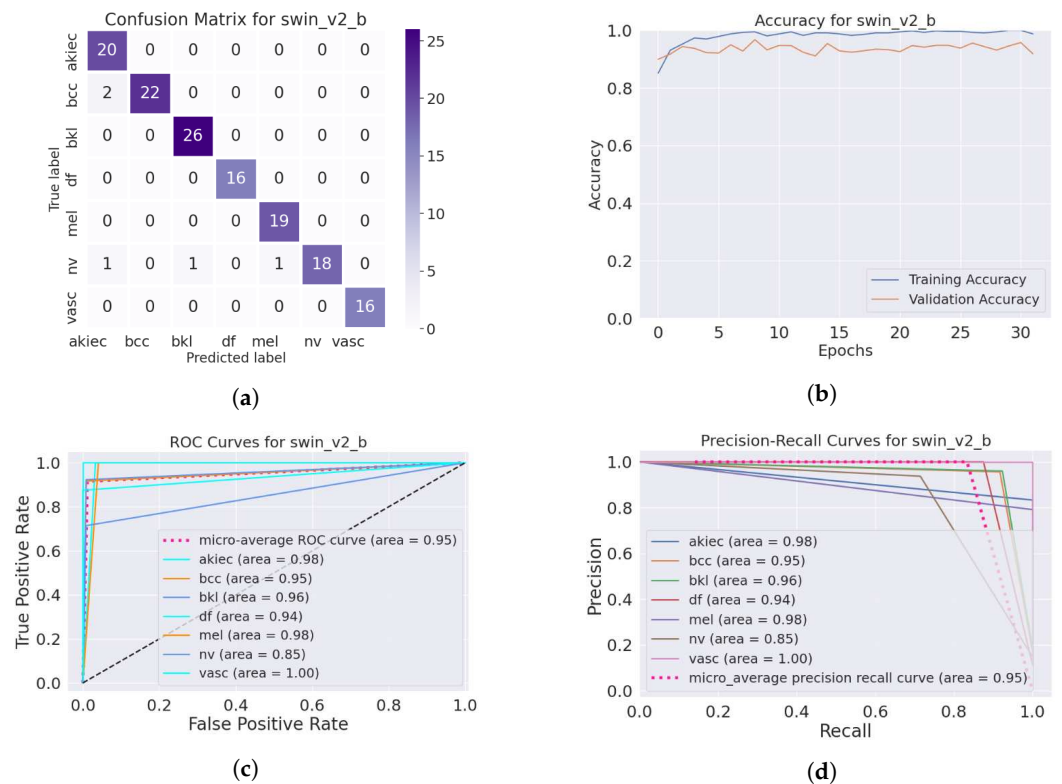 Confusion Matrix for swin_v2_b
True label
akiec 20 0 0 0 0 0 0
bcc 2 22 0 0 0 0 0
bkl 0 0 26 0 0 0 0
df 0 0 0 16 0 0 0
mel 0 0 0 0 19 0 0
nv 1 0 1 0 1 18 0
vasc 0 0 0 0 0 0 16
akiec bcc bkl df mel nv vasc
Predicted label
25
20
15
10
5
0
(a)
Accuracy for swin_v2_b
Accuracy
1.0
0.8
0.6
0.4
0.2
0.0
Training Accuracy
Validation Accuracy
0 5 10 15 20 25 30
Epochs
(b)
ROC Curves for swin_v2_b
True Positive Rate
1.0
0.8
0.6
0.4
0.2
0.0
micro-average ROC curve (area = 0.95)
akiec (area = 0.98)
bcc (area = 0.95)
bkl (area = 0.96)
df (area = 0.94)
mel (area = 0.98)
nv (area = 0.85)
vasc (area = 1.00)
0.0 0.2 0.4 0.6 0.8 1.0
False Positive Rate
(c)
Precision-Recall Curves for swin_v2_b
Precision
1.0
0.8
0.6
0.4
0.2
0.0
akiec (area = 0.98)
bcc (area = 0.95)
bkl (area = 0.96)
df (area = 0.94)
mel (area = 0.98)
nv (area = 0.85)
vasc (area = 1.00)
micro_average precision recall curve (area = 0.95)
0.0 0.2 0.4 0.6 0.8 1.0
Recall
(d)